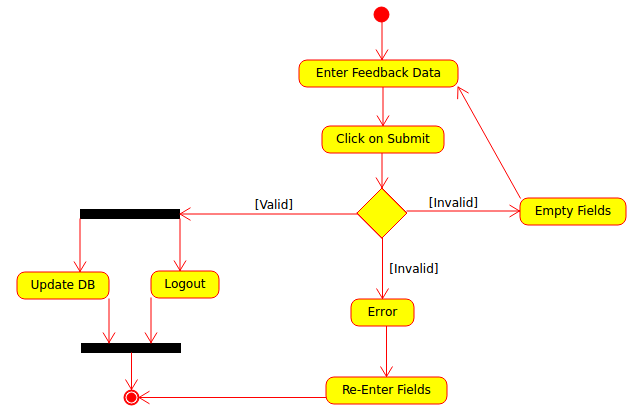 Enter Feedback Data
Click on Submit
[Valid]
[Invalid]
Empty Fields
[Invalid]
Update DB
Logout
Error
Re-Enter Fields